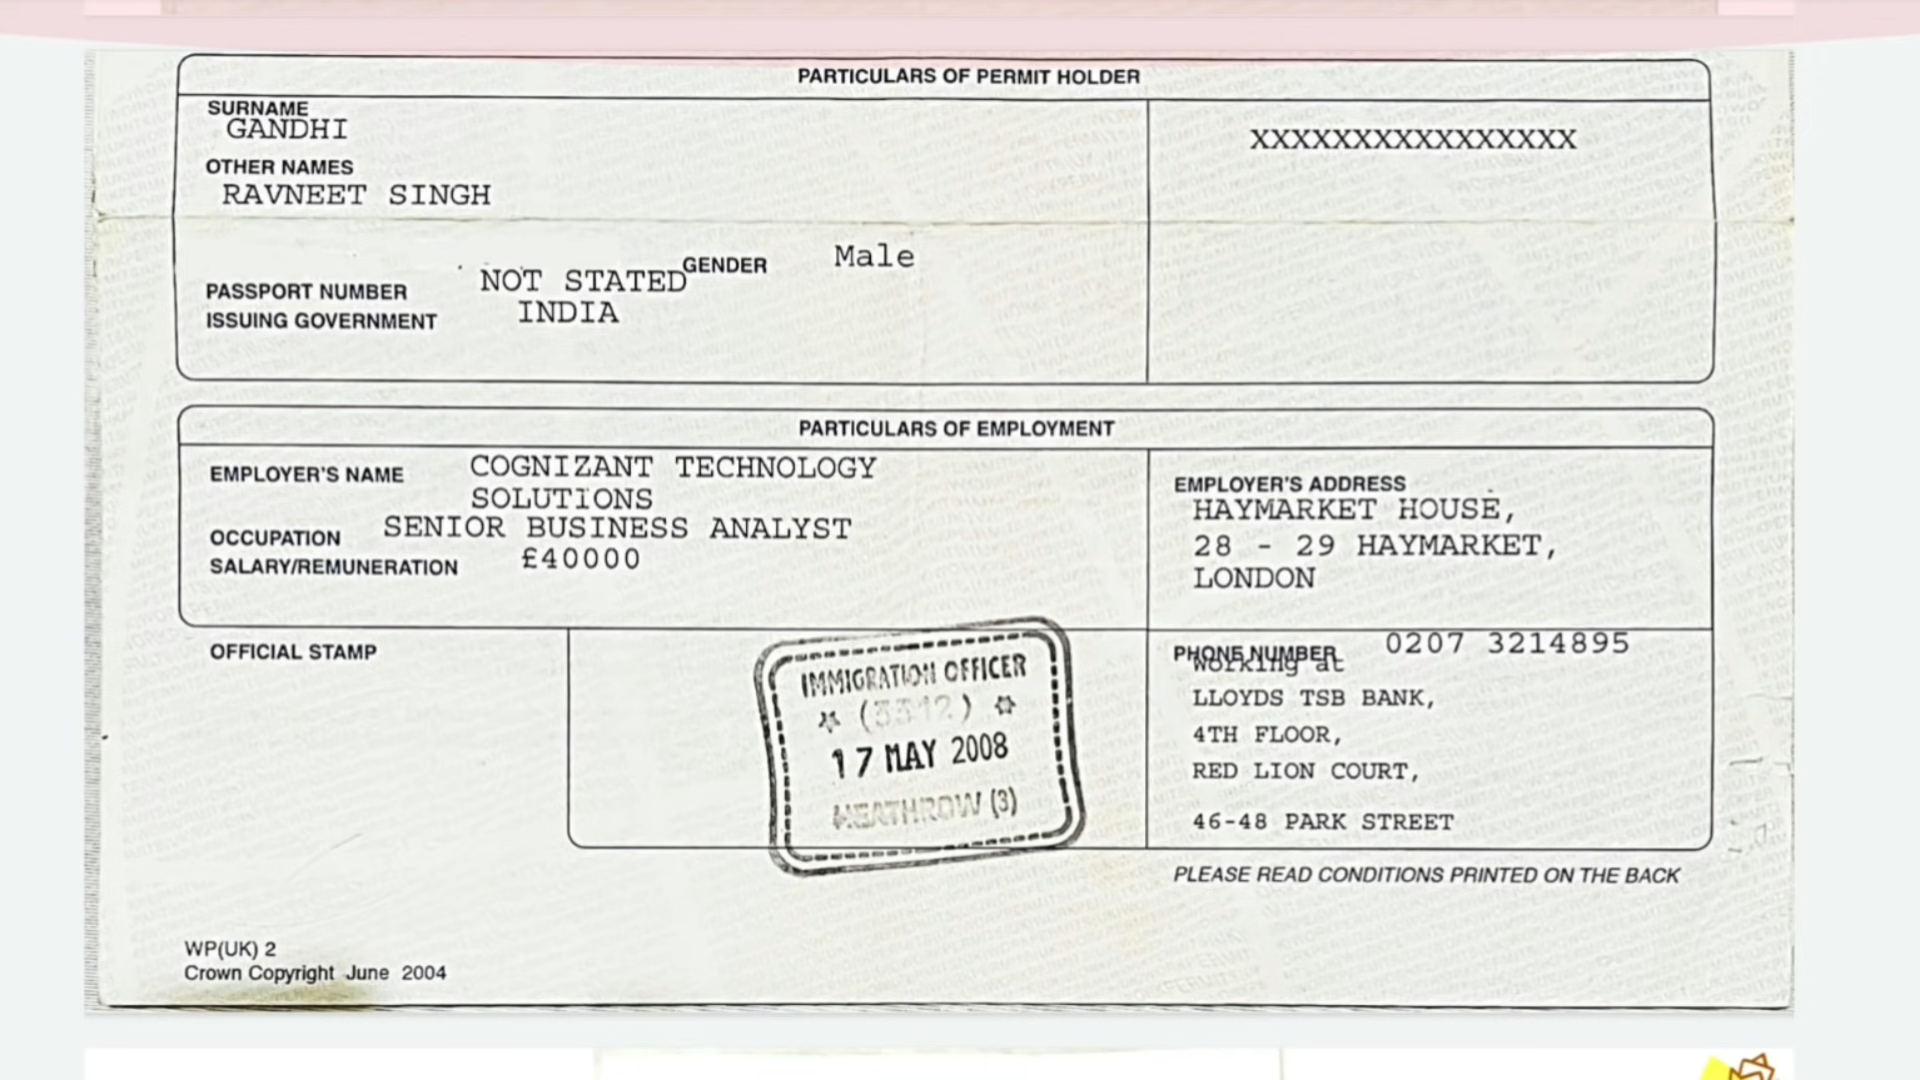 PARTICULARS OF PERMIT HOLDER
SURNAME
GANDHI
OTHER NAMES
RAVNEET SINGH
XXXXXXXXXXXXXXXX
GENDER Male
PASSPORT NUMBER NOT STATED
ISSUING GOVERNMENT INDIA
PARTICULARS OF EMPLOYMENT
EMPLOYER'S NAME COGNIZANT TECHNOLOGY
SOLUTIONS
OCCUPATION SENIOR BUSINESS ANALYST
SALARY/REMUNERATION £40000
EMPLOYER'S ADDRESS
HAYMARKET HOUSE,
28 - 29 HAYMARKET,
LONDON
OFFICIAL STAMP
IMMIGRATION OFFICER
(3312)
17 MAY 2008
HEATHROW (3)
PHONE NUMBER 0207 3214895
Working at
LLOYDS TSB BANK,
4TH FLOOR,
RED LION COURT,
46-48 PARK STREET
PLEASE READ CONDITIONS PRINTED ON THE BACK
WP(UK) 2
Crown Copyright June 2004